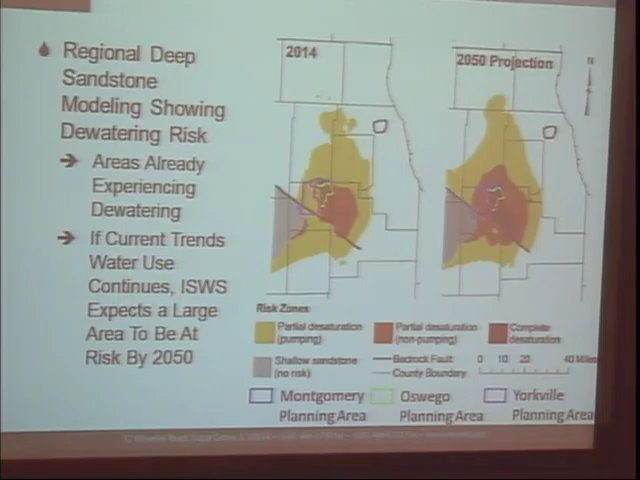 Regional Deep
Sandstone
Modeling Showing
Dewatering Risk
Areas Already
Experiencing
Dewatering
If Current Trends
Water Use
Continues, ISWS
Expects a Large
Area To Be At
Risk By 2050
2014
2050 Projection
N
Risk Zones
Partial desaturation
(pumping)
Partial desaturation
(non-pumping)
Complete
desaturation
Shallow sandstone
(no risk)
Bedrock Fault
County Boundary
0 10 20 40 Miles
Montgomery
Planning Area
Oswego
Planning Area
Yorkville
Planning Area